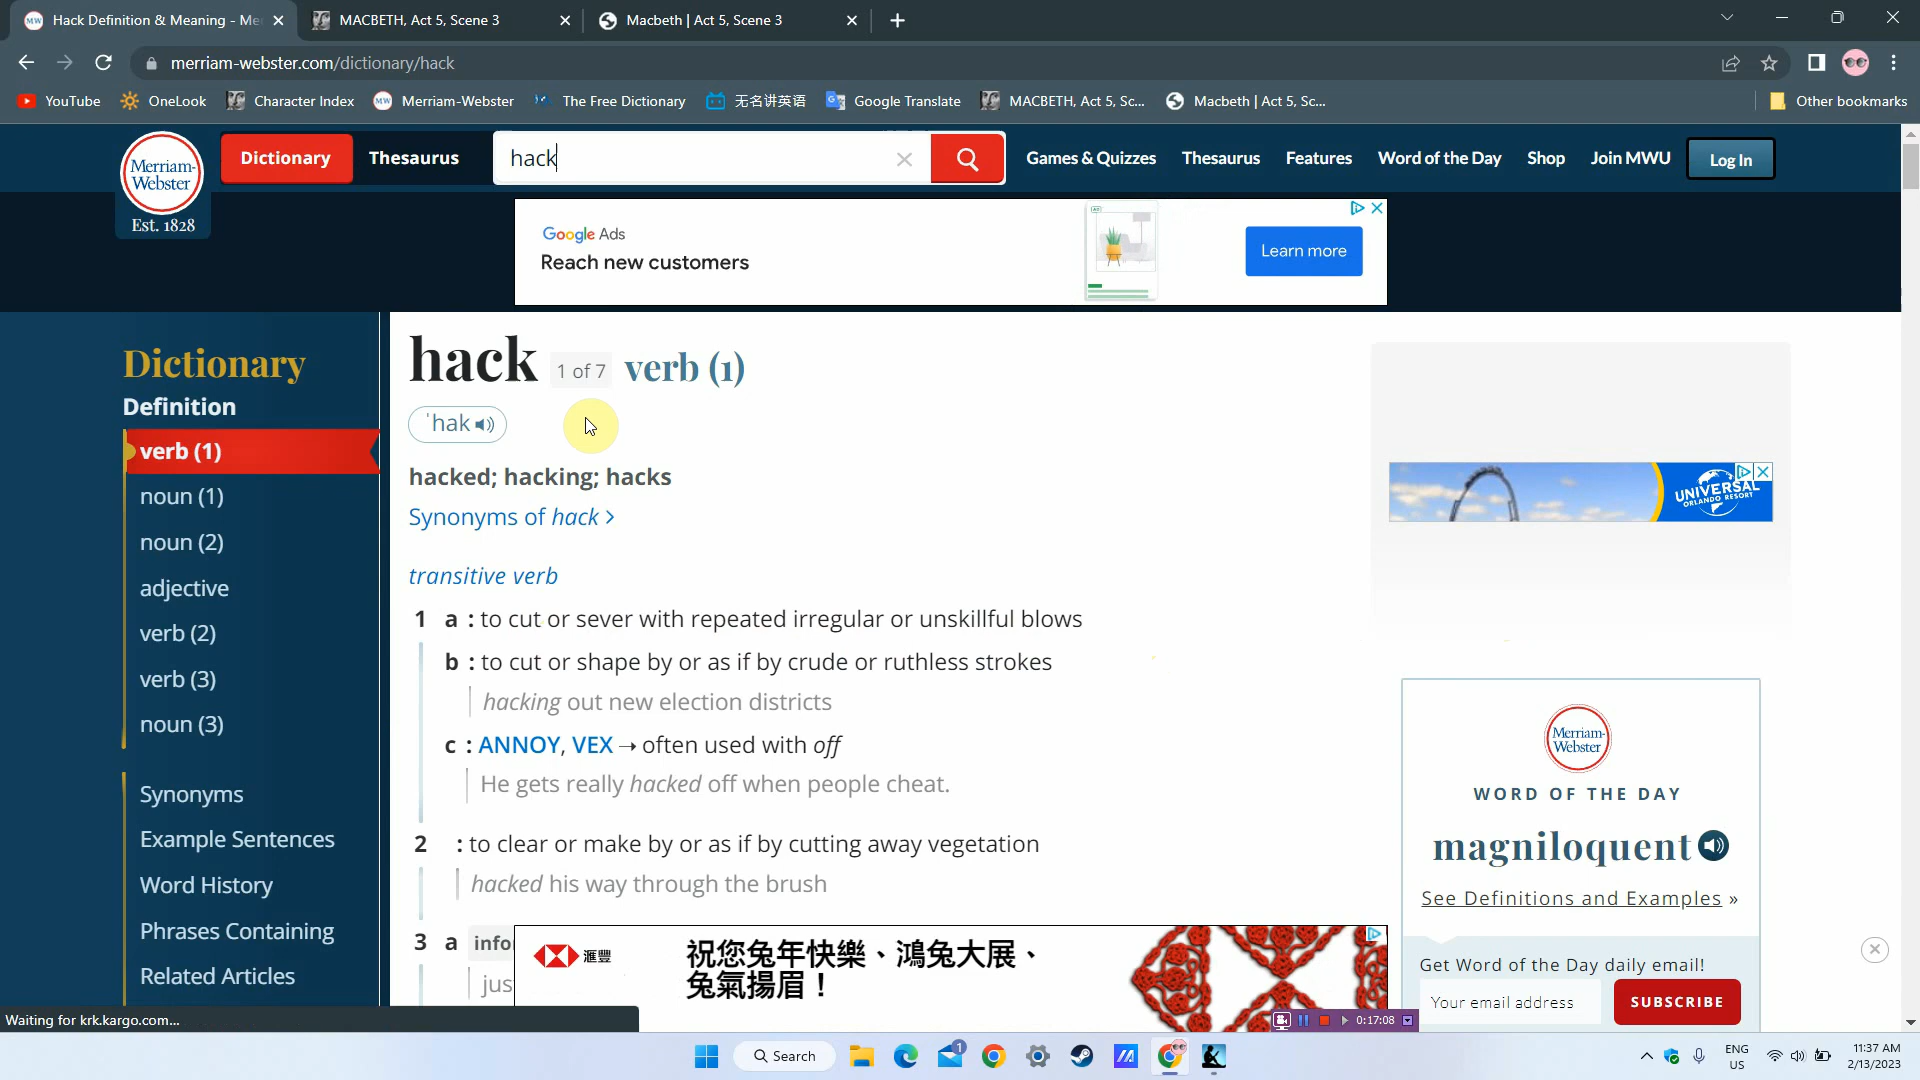 Hack Definition & Meaning - Me
MACBETH, Act 5, Scene 3
Macbeth | Act 5, Scene 3
merriam-webster.com/dictionary/hack
YouTube
OneLook
Character Index
Merriam-Webster
The Free Dictionary
无名讲英语
Google Translate
MACBETH, Act 5, Sc...
Macbeth | Act 5, Sc...
Other bookmarks
Merriam-
Webster
Est. 1828
Dictionary
Thesaurus
hack
Games & Quizzes
Thesaurus
Features
Word of the Day
Shop
Join MWU
Log In
Google Ads
Reach new customers
Learn more
Dictionary
Definition
verb (1)
noun (1)
noun (2)
adjective
verb (2)
verb (3)
noun (3)
Synonyms
Example Sentences
Word History
Phrases Containing
Related Articles
hack 1 of 7 verb (1)
ˈhak
hacked; hacking; hacks
Synonyms of hack >
transitive verb
1 a : to cut or sever with repeated irregular or unskillful blows
b : to cut or shape by or as if by crude or ruthless strokes
hacking out new election districts
c : ANNOY, VEX → often used with off
He gets really hacked off when people cheat.
2 : to clear or make by or as if by cutting away vegetation
hacked his way through the brush
3 a
滙豐
祝您兔年快樂、鴻兔大展、
兔氣揚眉！
UNIVERSAL
ORLANDO RESORT
Merriam-
Webster
WORD OF THE DAY
magniloquent
See Definitions and Examples »
Get Word of the Day daily email!
Your email address
SUBSCRIBE
Waiting for krk.kargo.com...
0:17:08
Search
1
ENG
US
11:37 AM
2/13/2023